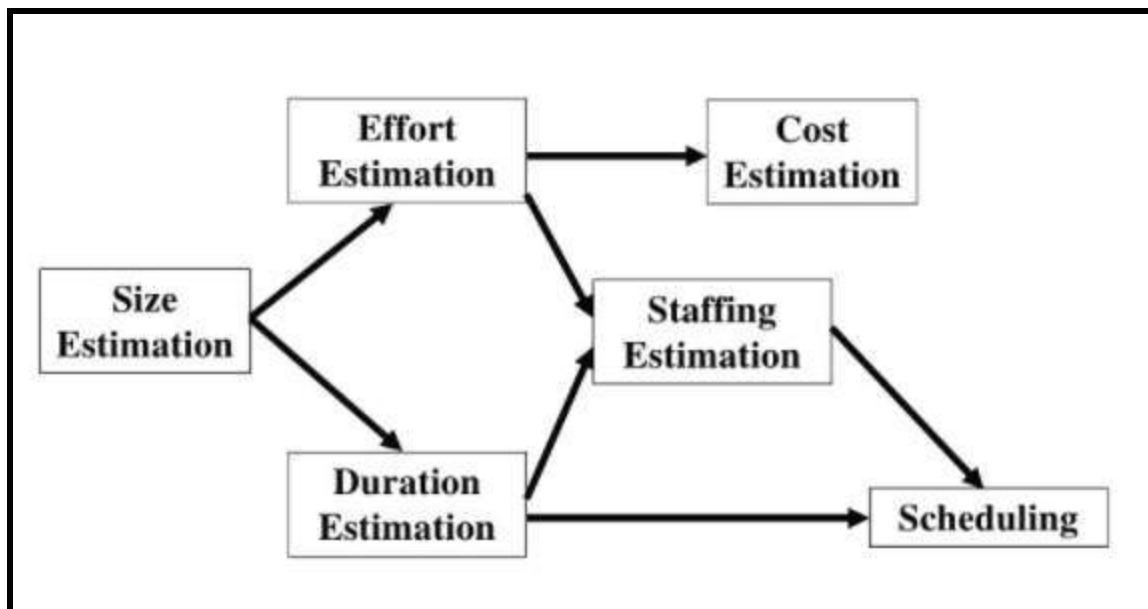 Effort
Estimation
Cost
Estimation
Size
Estimation
Staffing
Estimation
Duration
Estimation
Scheduling